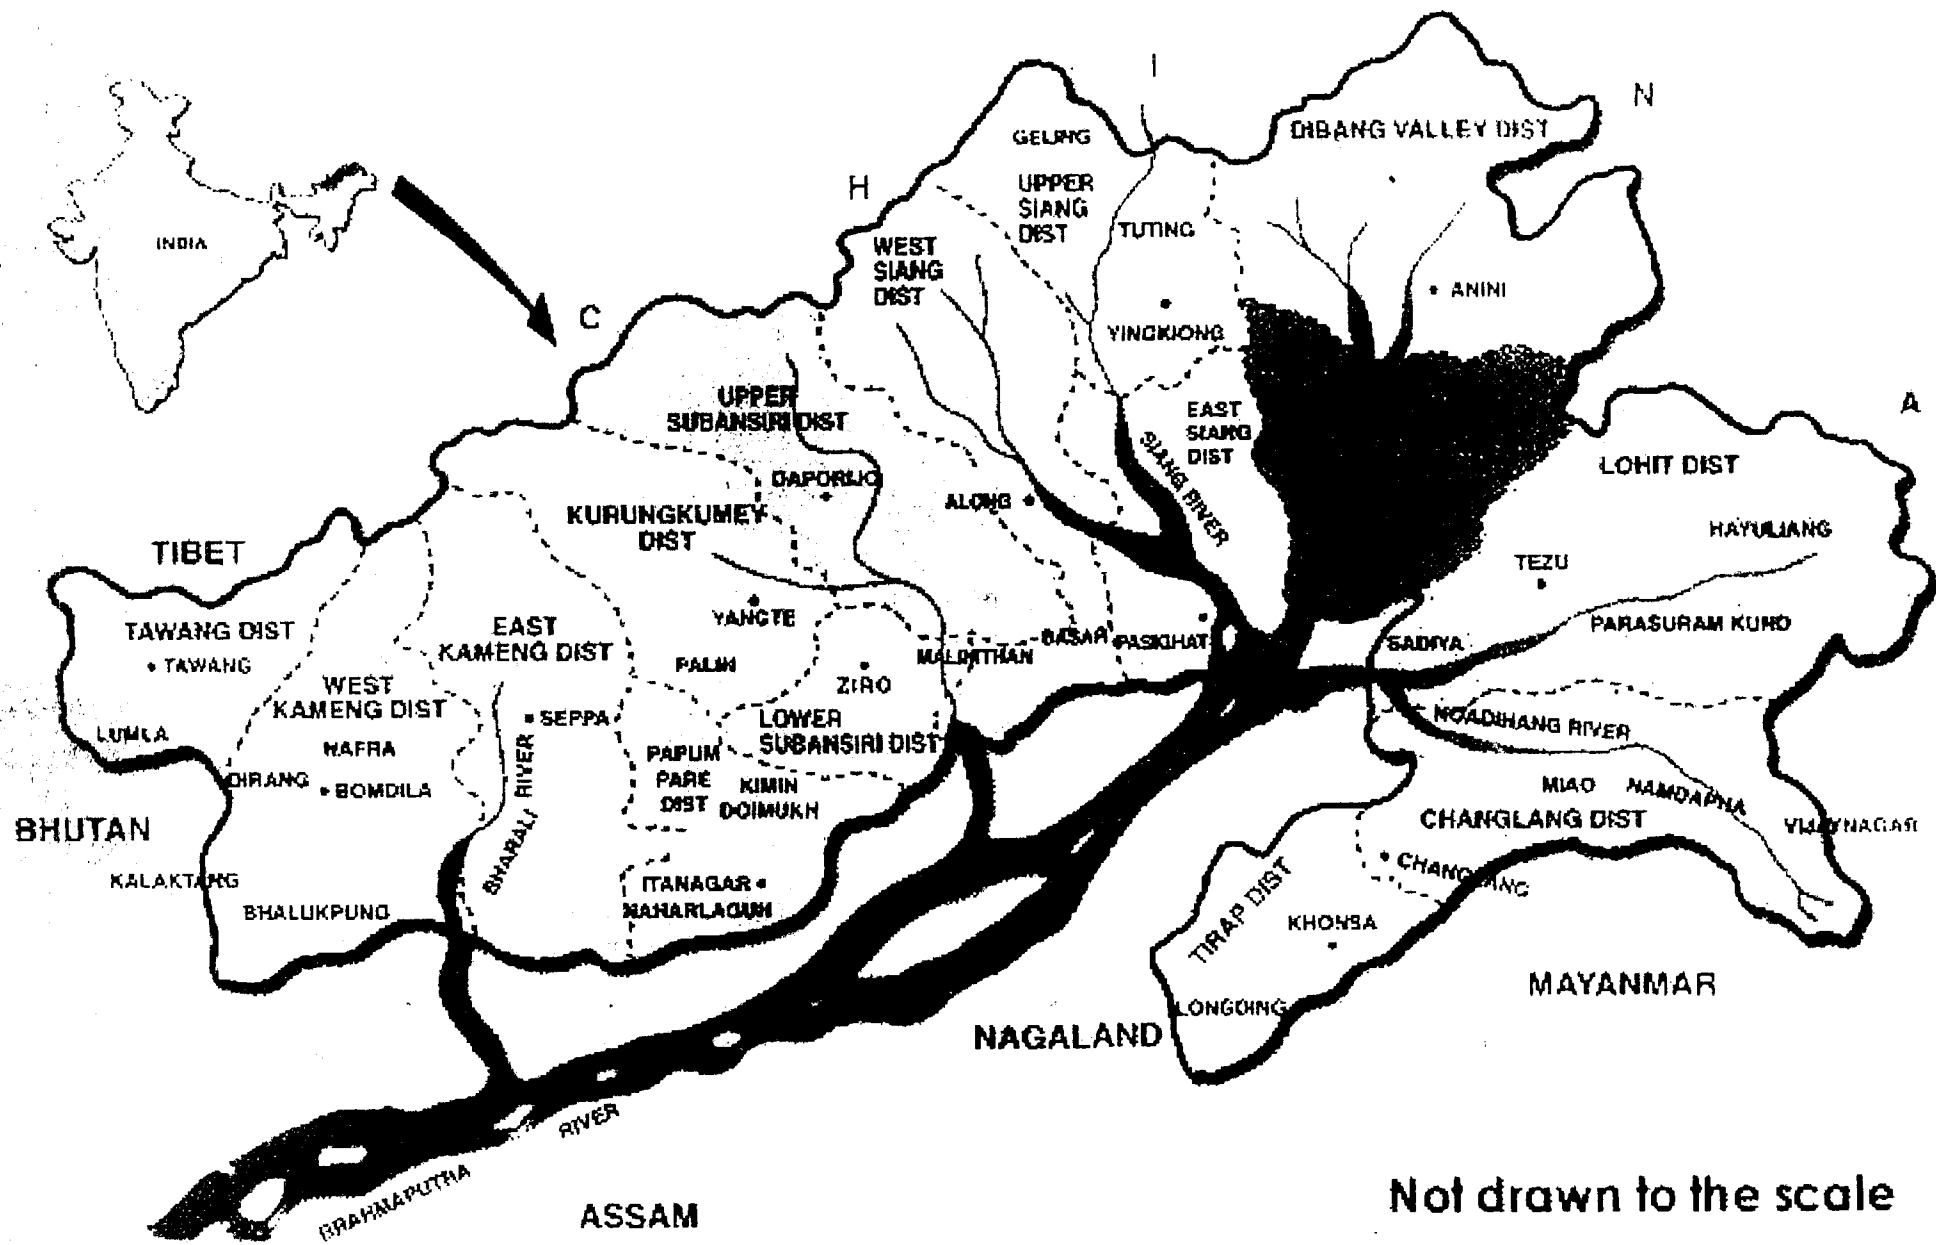 I
N
DIBANG VALLEY DIST
GELING
H
UPPER
SIANG
DIST
TUTING
WEST
SIANG
DIST
INDIA
ANINI
C
YINGKIONG
A
UPPER
SUBANSIRI DIST
EAST
SIANG
DIST
SIANG RIVER
LOHIT DIST
DAPORIJO
ALONG
KURUNGKUMEY
DIST
HAYULIANG
TIBET
TEZU
YANGTE
PARASURAM KUND
TAWANG DIST
TAWANG
EAST
KAMENG DIST
PALIN
MALINITHAN
BASAR
PASIGHAT
SADIYA
WEST
KAMENG DIST
ZIRO
SEPPA
LOWER
SUBANSIRI DIST
NOADIHANG RIVER
LUMLA
NAFRA
DIRANG
BOMDILA
BHARALI RIVER
PAPUM
PARE
DIST
KIMIN
DOIMUKH
MIAO
NAMDAPHA
CHANGLANG DIST
VIJAYNAGAR
BHUTAN
KALAKTANG
CHANGLANG
ITANAGAR
NAHARLAGUN
BHALUKPUNG
TIRAP DIST
KHONSA
MAYANMAR
LONGDING
NAGALAND
BRAHMAPUTRA RIVER
ASSAM
Not drawn to the scale